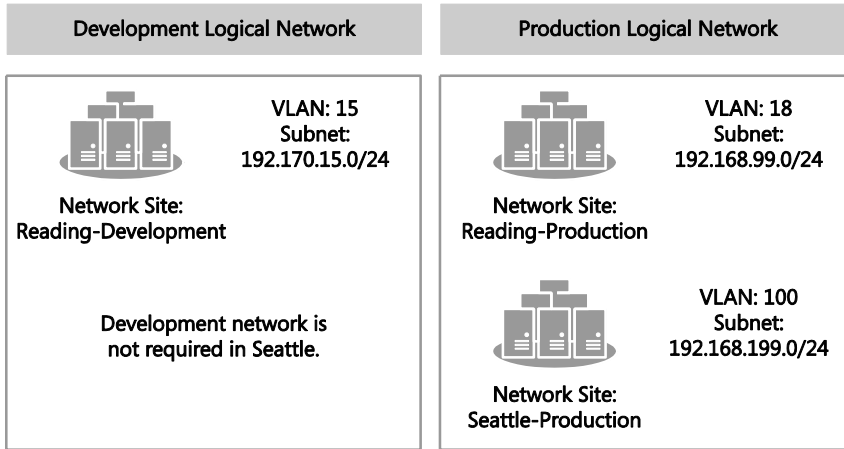 Development Logical Network
VLAN: 15
Subnet:
192.170.15.0/24
Network Site:
Reading-Development
Development network is
not required in Seattle.
Production Logical Network
VLAN: 18
Subnet:
192.168.99.0/24
Network Site:
Reading-Production
VLAN: 100
Subnet:
192.168.199.0/24
Network Site:
Seattle-Production